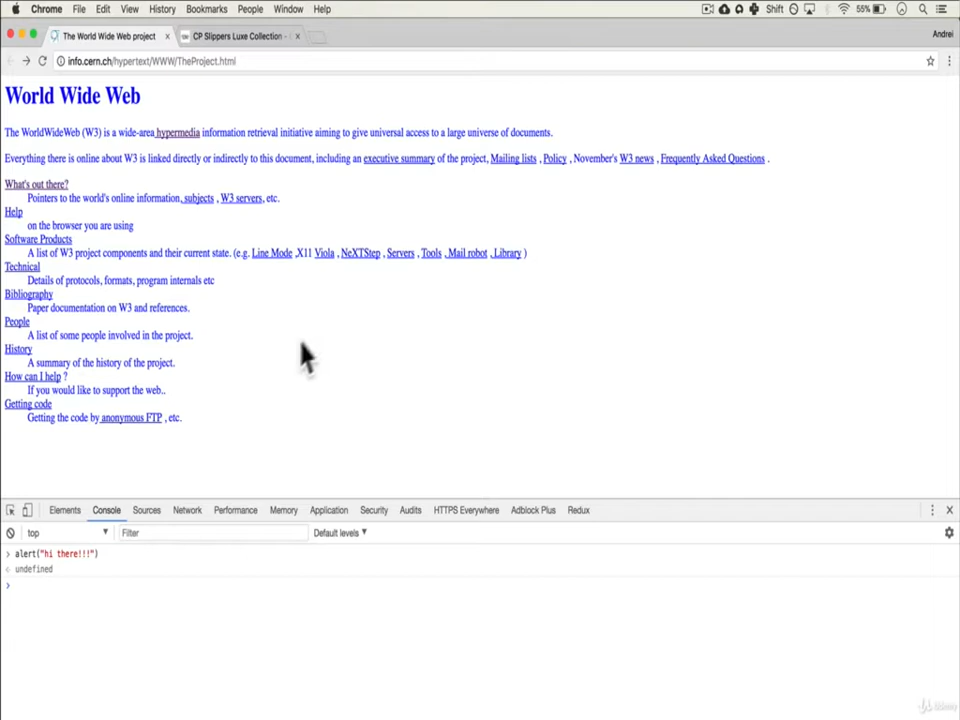 Chrome File Edit View History Bookmarks People Window Help Shift 55%
The World Wide Web project CP Slippers Luxe Collection - Andrei
info.cern.ch/hypertext/WWW/TheProject.html
World Wide Web
The WorldWideWeb (W3) is a wide-area hypermedia information retrieval initiative aiming to give universal access to a large universe of documents.
Everything there is online about W3 is linked directly or indirectly to this document, including an executive summary of the project, Mailing lists , Policy , November's W3 news , Frequently Asked Questions .
What's out there?
Pointers to the world's online information, subjects , W3 servers, etc.
Help
on the browser you are using
Software Products
A list of W3 project components and their current state. (e.g. Line Mode ,X11 Viola , NeXTStep , Servers , Tools , Mail robot , Library )
Technical
Details of protocols, formats, program internals etc
Bibliography
Paper documentation on W3 and references.
People
A list of some people involved in the project.
History
A summary of the history of the project.
How can I help ?
If you would like to support the web..
Getting code
Getting the code by anonymous FTP , etc.
Elements Console Sources Network Performance Memory Application Security Audits HTTPS Everywhere Adblock Plus Redux
top Filter Default levels
alert("hi there!!!")
undefined
Udemy